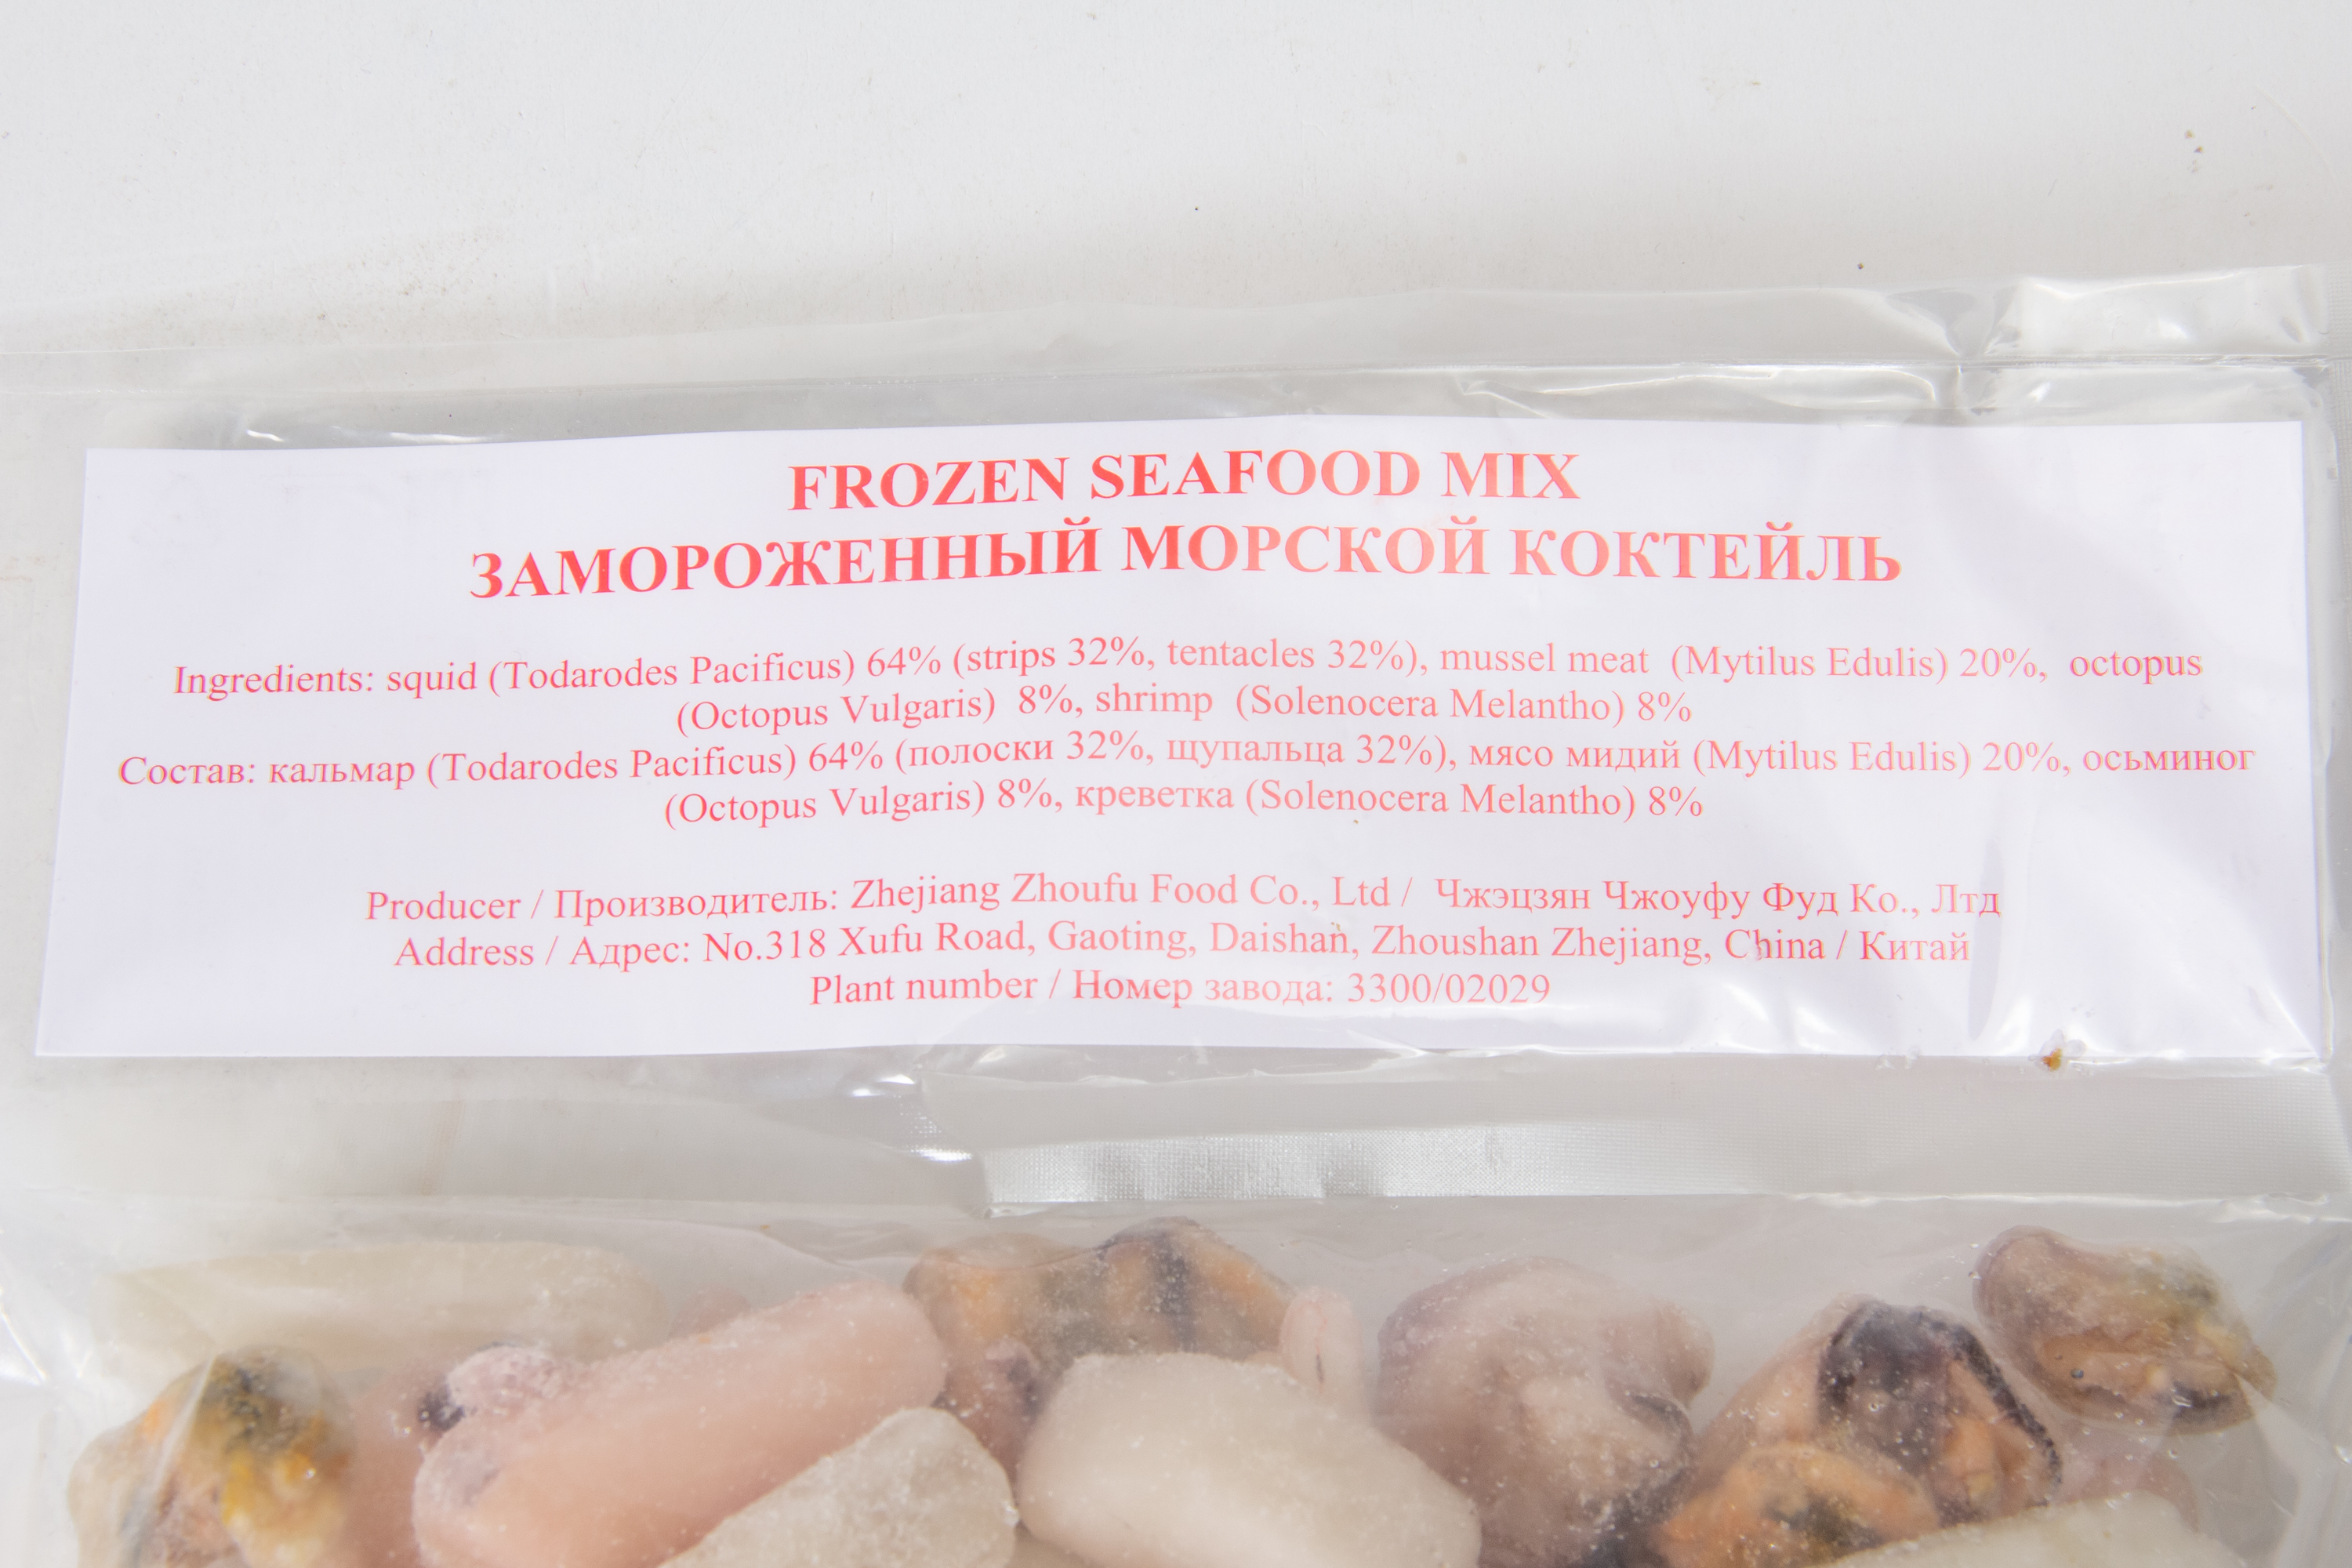 FROZEN SEAFOOD MIX
ЗАМОРОЖЕННЫЙ МОРСКОЙ КОКТЕЙЛЬ
Ingredients: squid (Todarodes Pacificus) 64% (strips 32%, tentacles 32%), mussel meat (Mytilus Edulis) 20%, octopus
(Octopus Vulgaris) 8%, shrimp (Solenocera Melantho) 8%
Состав: кальмар (Todarodes Pacificus) 64% (полоски 32%, щупальца 32%), мясо мидий (Mytilus Edulis) 20%, осьминог
(Octopus Vulgaris) 8%, креветка (Solenocera Melantho) 8%
Producer / Производитель: Zhejiang Zhoufu Food Co., Ltd / Чжэцзян Чжоуфу Фуд Ко., Лтд
Address / Адрес: No.318 Xufu Road, Gaoting, Daishan, Zhoushan Zhejiang, China / Китай
Plant number / Номер завода: 3300/02029